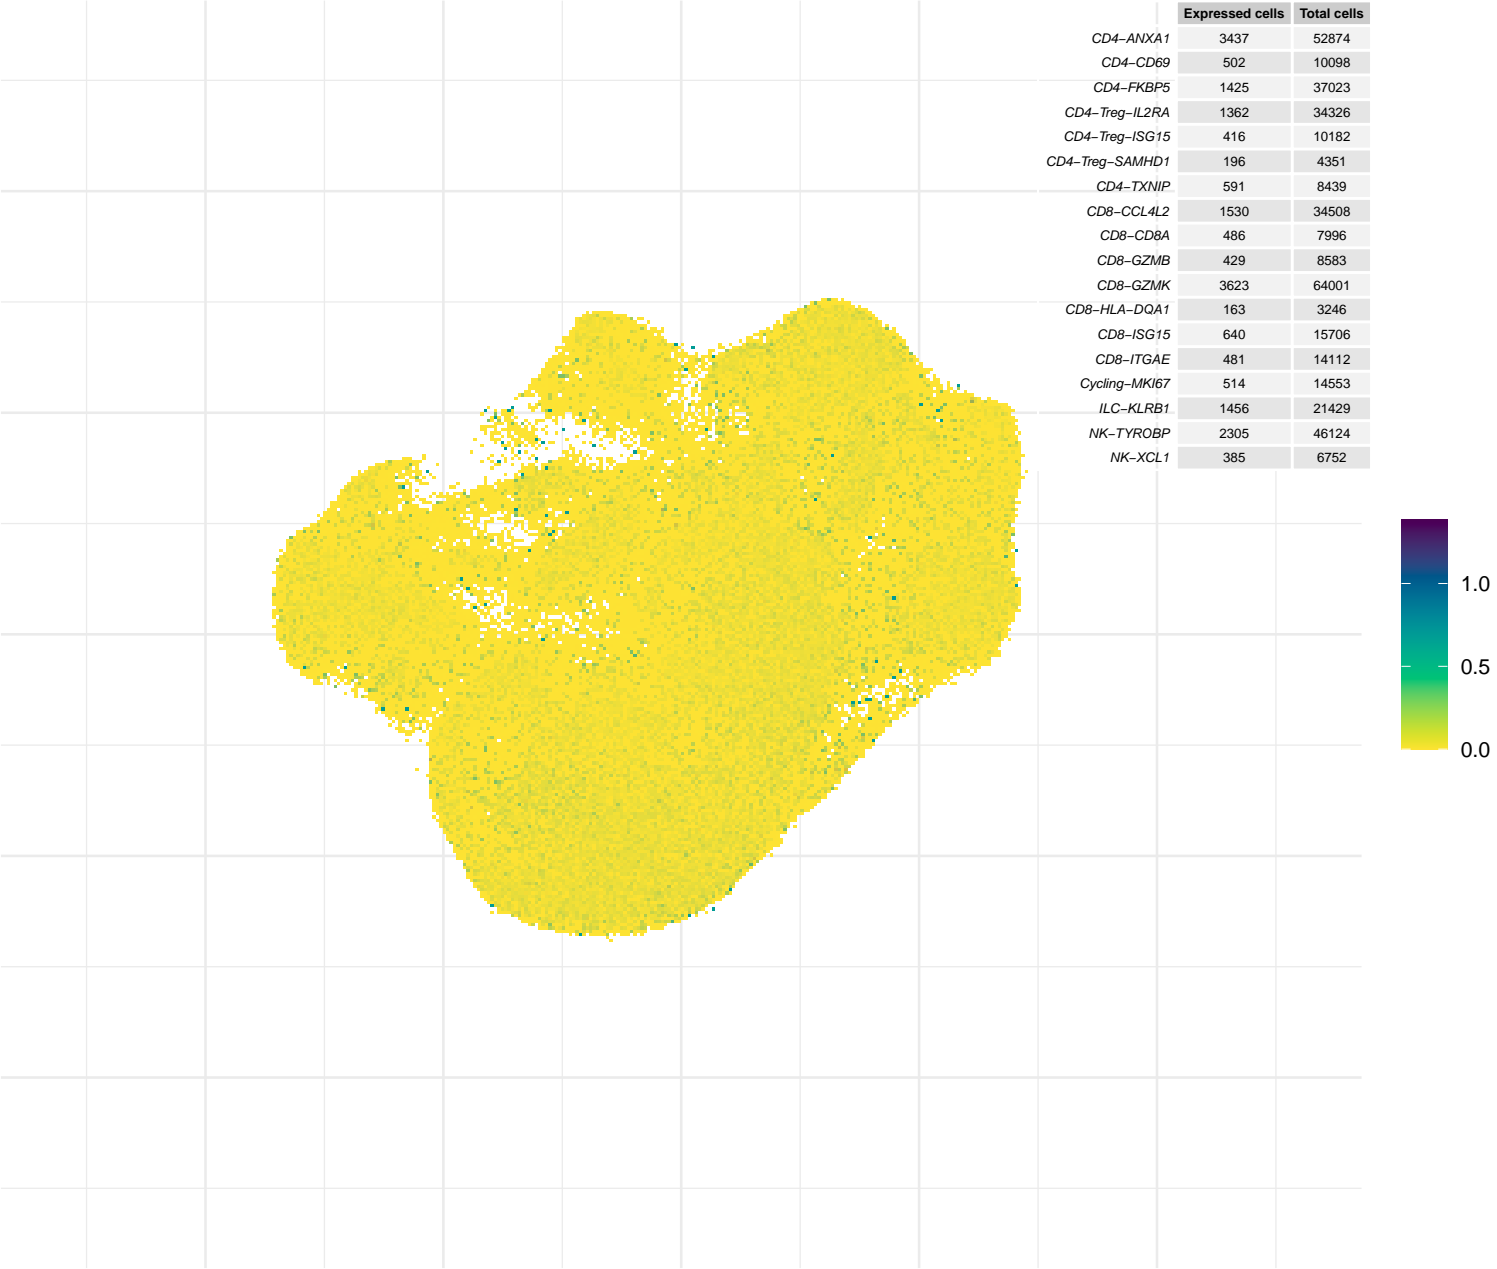 Expressed cells Total cells
CD4−ANXA1 3437 52874
CD4−CD69 502 10098
CD4−FKBP5 1425 37023
CD4−Treg−IL2RA 1362 34326
CD4−Treg−ISG15 416 10182
CD4−Treg−SAMHD1 196 4351
CD4−TXNIP 591 8439
CD8−CCL4L2 1530 34508
CD8−CD8A 486 7996
CD8−GZMB 429 8583
CD8−GZMK 3623 64001
CD8−HLA−DQA1 163 3246
CD8−ISG15 640 15706
CD8−ITGAE 481 14112
Cycling−MKI67 514 14553
ILC−KLRB1 1456 21429
NK−TYROBP 2305 46124
NK−XCL1 385 6752
1.0
0.5
0.0